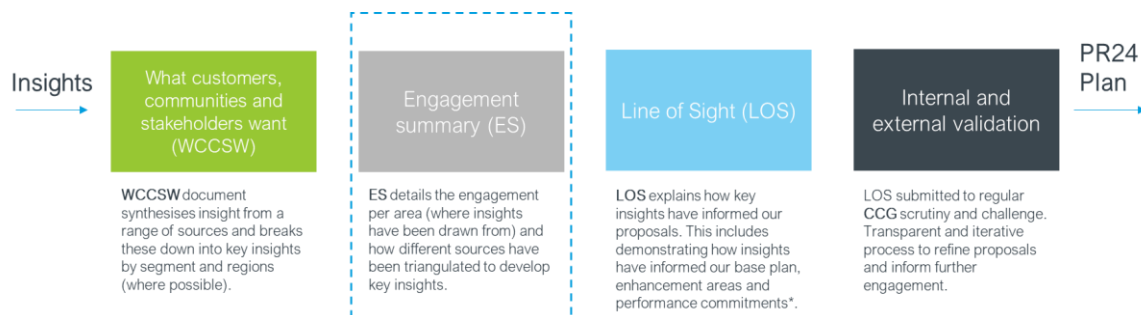 Insights
What customers,
communities and
stakeholders want
(WCCSW)
WCCSW document
synthesises insight from a
range of sources and breaks
these down into key insights
by segment and regions
(where possible).
Engagement
summary (ES)
ES details the engagement
per area (where insights
have been drawn from) and
how different sources have
been triangulated to develop
key insights.
Line of Sight (LOS)
LOS explains how key
insights have informed our
proposals. This includes
demonstrating how insights
have informed our base plan,
enhancement areas and
performance commitments*.
Internal and
external validation
LOS submitted to regular
CCG scrutiny and challenge.
Transparent and iterative
process to refine proposals
and inform further
engagement.
PR24
Plan